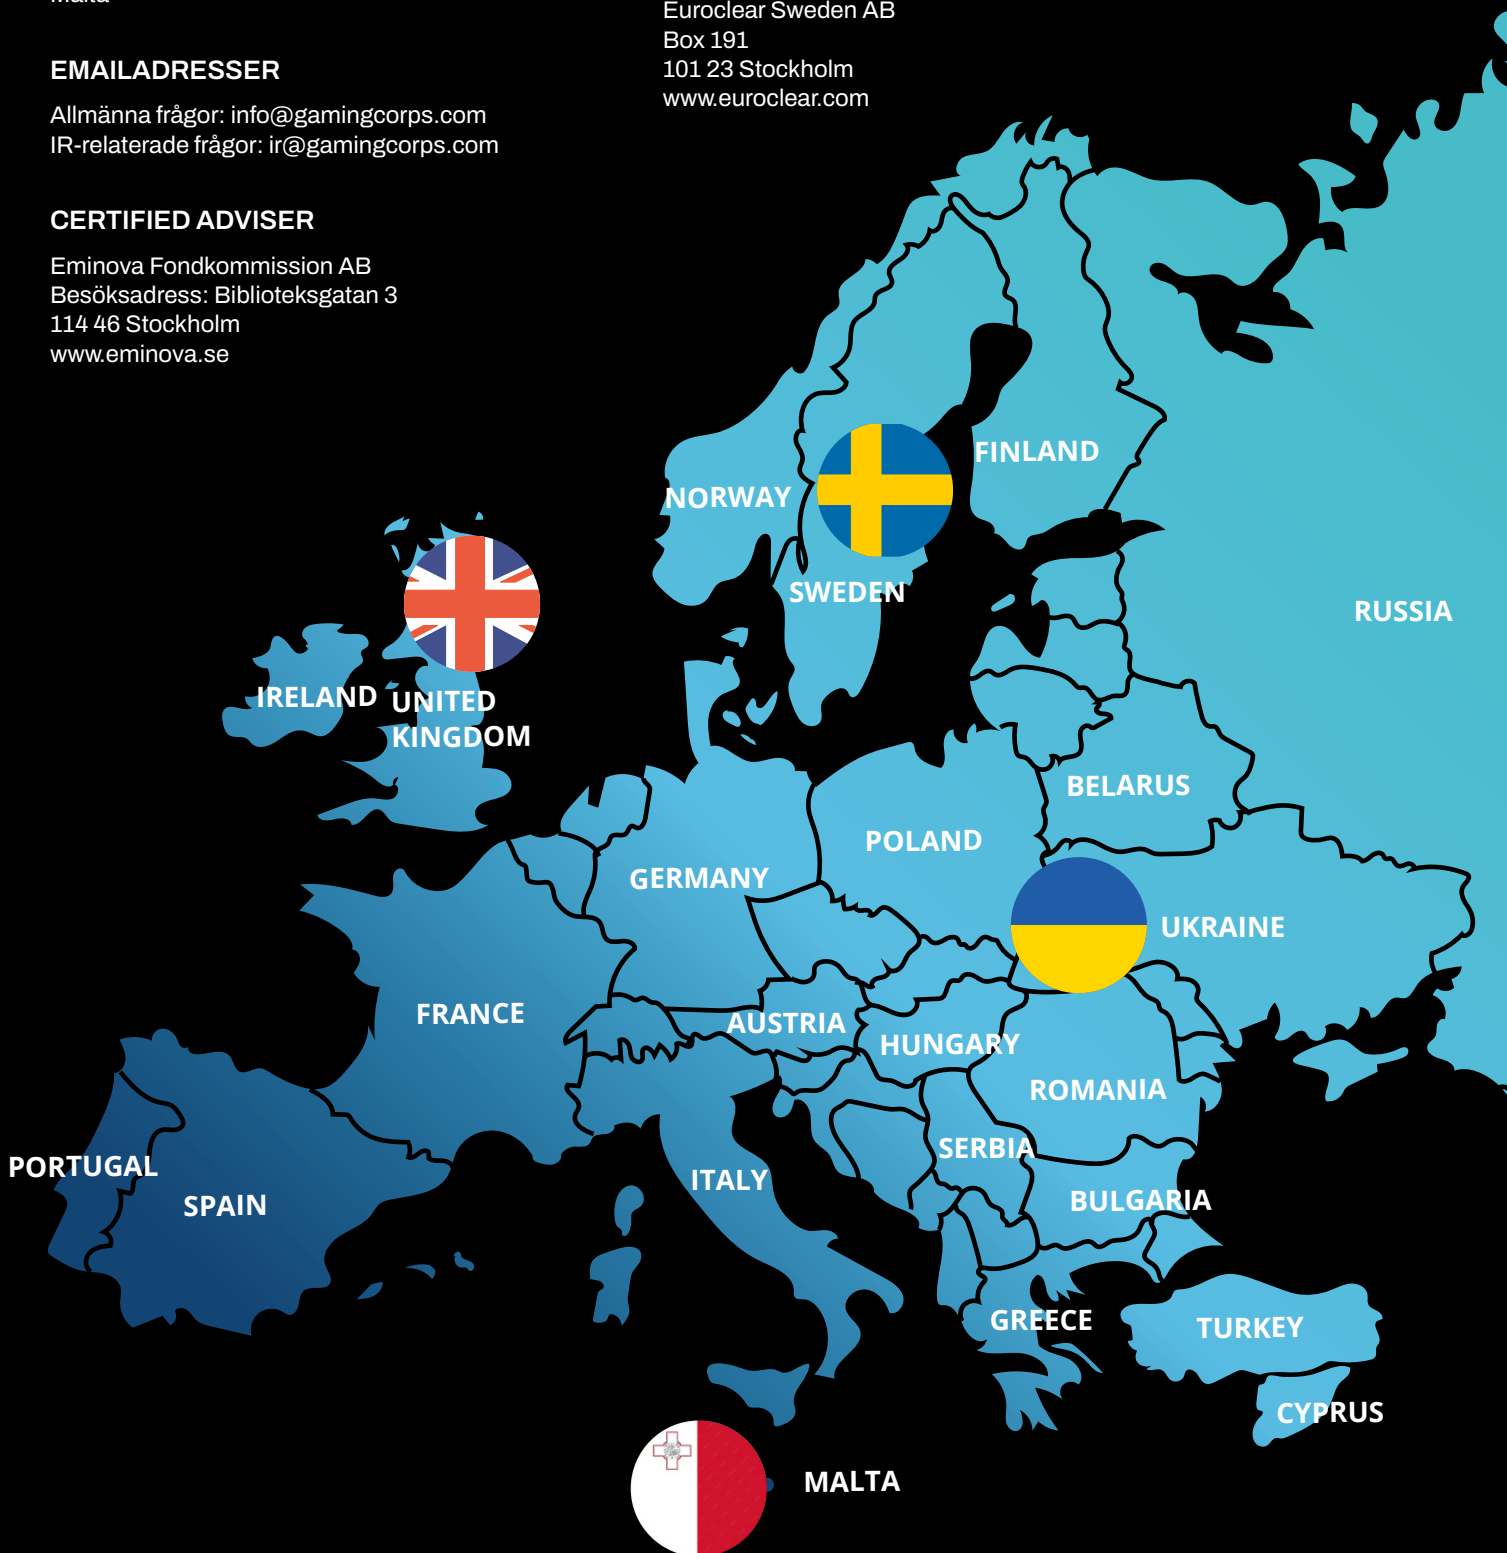 Malta
EMAILADRESSER
Allmänna frågor: info@gamingcorps.com
IR-relaterade frågor: ir@gamingcorps.com
CERTIFIED ADVISER
Eminova Fondkommission AB
Besöksadress: Biblioteksgatan 3
114 46 Stockholm
www.eminova.se
Euroclear Sweden AB
Box 191
101 23 Stockholm
www.euroclear.com
FINLAND
NORWAY
SWEDEN
RUSSIA
IRELAND
UNITED
KINGDOM
BELARUS
POLAND
GERMANY
UKRAINE
FRANCE
AUSTRIA
HUNGARY
ROMANIA
SERBIA
PORTUGAL
SPAIN
ITALY
BULGARIA
GREECE
TURKEY
CYPRUS
MALTA